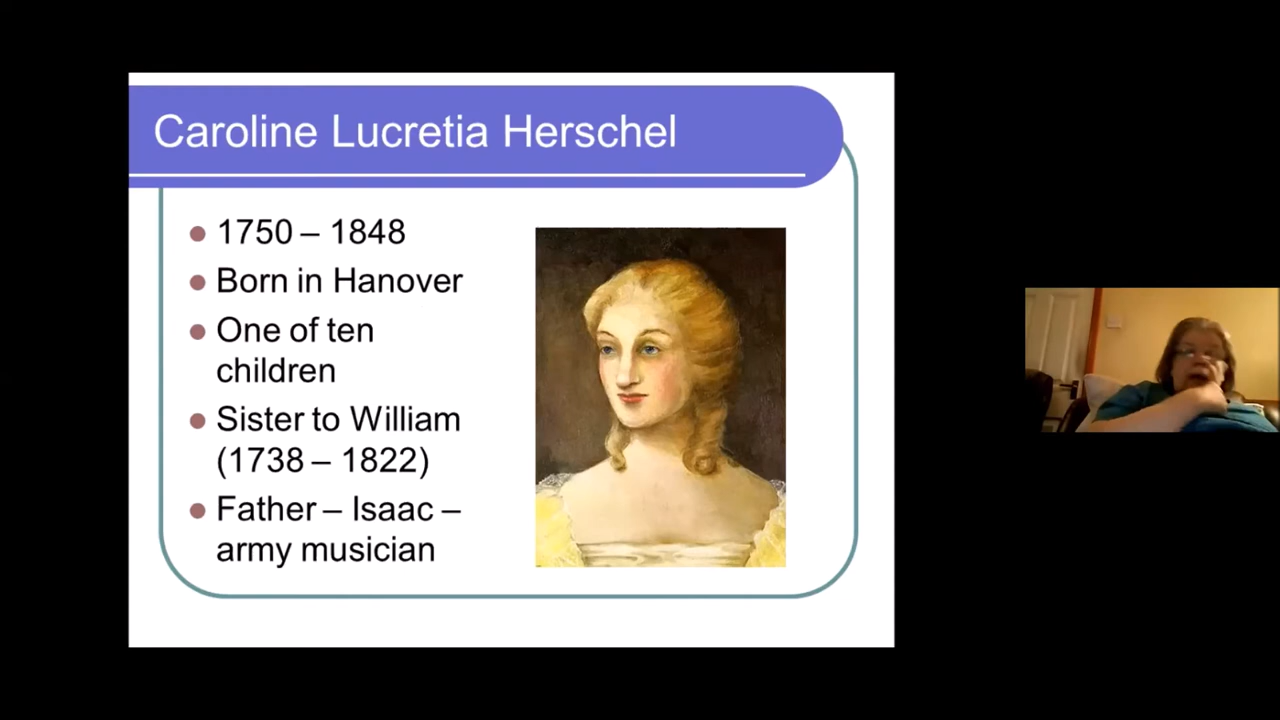 Caroline Lucretia Herschel
1750 – 1848
Born in Hanover
One of ten
children
Sister to William
(1738 – 1822)
Father – Isaac –
army musician